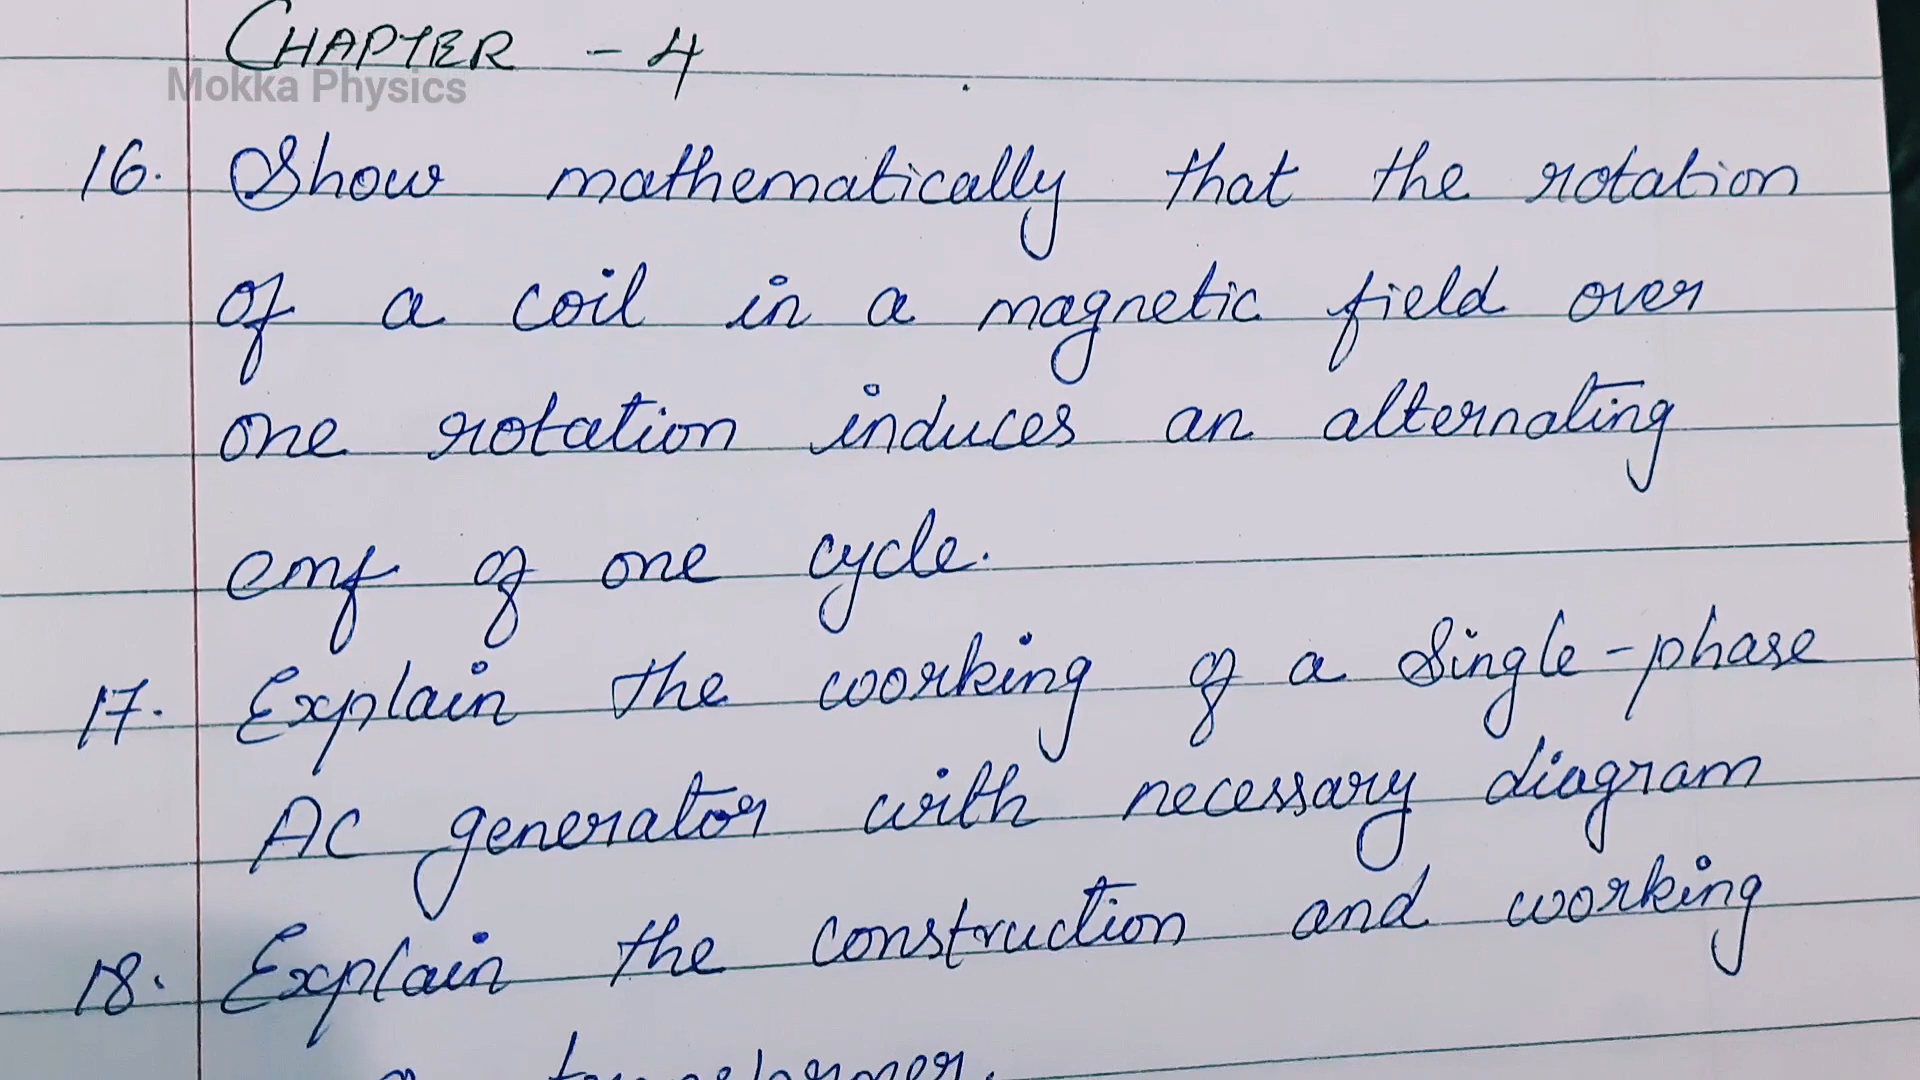 CHAPTER - 4
Mokka Physics
16. Show mathematically that the rotation
of a coil in a magnetic field over
one rotation induces an alternating
emf of one cycle.
17. Explain the woorking of a Single-phase
AC generator with necessary diagram
18. Explain the construction and working
a transformer.